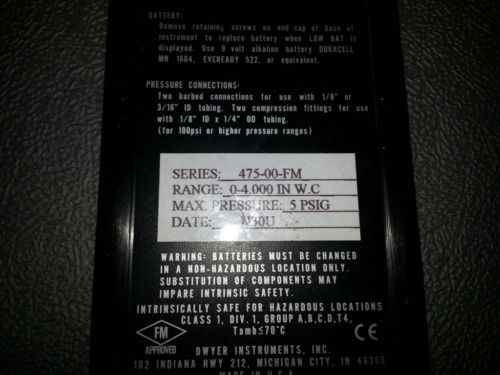 BATTERY:
Remove retaining screws on end cap at base of
instrument to replace battery when LOW BAT is
displayed. Use 9 volt alkaline battery DURACELL
MN 1604, EVEREADY 522, or equivalent.
PRESSURE CONNECTIONS:
Two barbed connections for use with 1/8" or
3/16" ID tubing. Two compression fittings for use
with 1/8" ID x 1/4" OD tubing.
(for 100psi or higher pressure ranges)
SERIES: 475-00-FM
RANGE: 0-4.000 IN W.C
MAX. PRESSURE: 5 PSIG
DATE: N30U
WARNING: BATTERIES MUST BE CHANGED
IN A NON-HAZARDOUS LOCATION ONLY.
SUBSTITUTION OF COMPONENTS MAY
IMPARE INTRINSIC SAFETY.
INTRINSICALLY SAFE FOR HAZARDOUS LOCATIONS
CLASS 1, DIV. 1, GROUP A,B,C,D,T4,
Tamb≤70°C
FM
APPROVED
CE
DWYER INSTRUMENTS, INC.
102 INDIANA HWY 212, MICHIGAN CITY, IN 46360
MADE IN U.S.A.